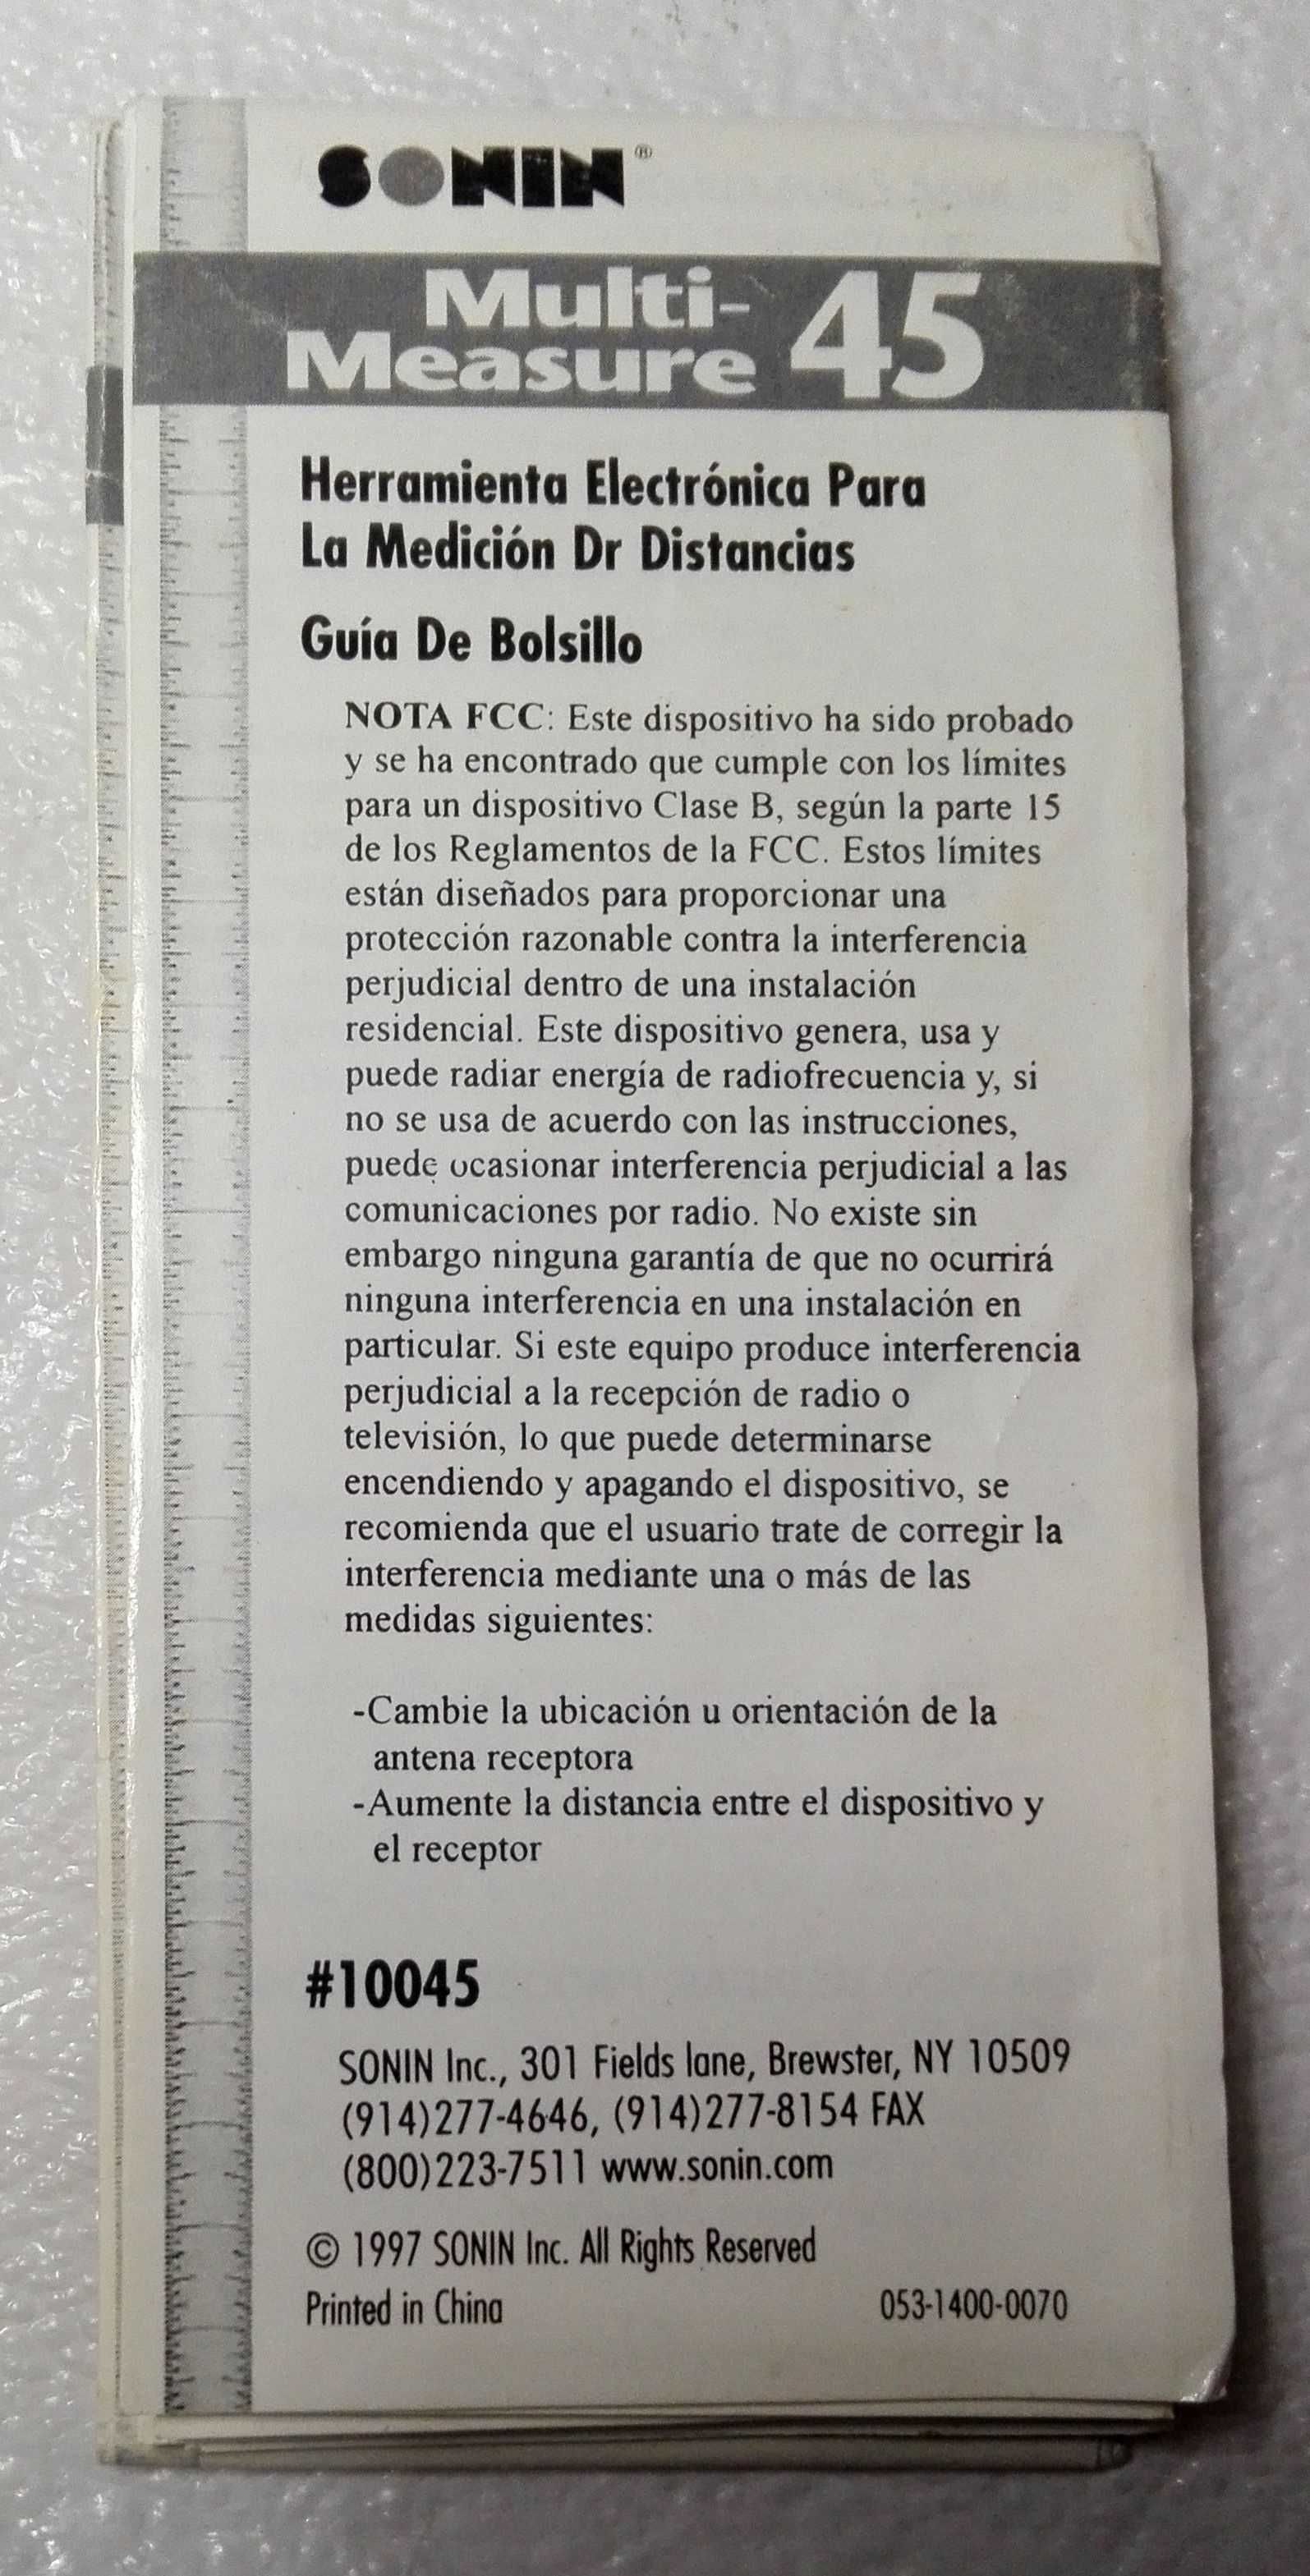 SONIN®
Multi-
Measure 45
Herramienta Electrónica Para
La Medición Dr Distancias
Guía De Bolsillo
NOTA FCC: Este dispositivo ha sido probado
y se ha encontrado que cumple con los límites
para un dispositivo Clase B, según la parte 15
de los Reglamentos de la FCC. Estos límites
están diseñados para proporcionar una
protección razonable contra la interferencia
perjudicial dentro de una instalación
residencial. Este dispositivo genera, usa y
puede radiar energía de radiofrecuencia y, si
no se usa de acuerdo con las instrucciones,
puede ocasionar interferencia perjudicial a las
comunicaciones por radio. No existe sin
embargo ninguna garantía de que no ocurrirá
ninguna interferencia en una instalación en
particular. Si este equipo produce interferencia
perjudicial a la recepción de radio o
televisión, lo que puede determinarse
encendiendo y apagando el dispositivo, se
recomienda que el usuario trate de corregir la
interferencia mediante una o más de las
medidas siguientes:
-Cambie la ubicación u orientación de la
antena receptora
-Aumente la distancia entre el dispositivo y
el receptor
#10045
SONIN Inc., 301 Fields lane, Brewster, NY 10509
(914)277-4646, (914)277-8154 FAX
(800)223-7511 www.sonin.com
© 1997 SONIN Inc. All Rights Reserved
Printed in China 053-1400-0070